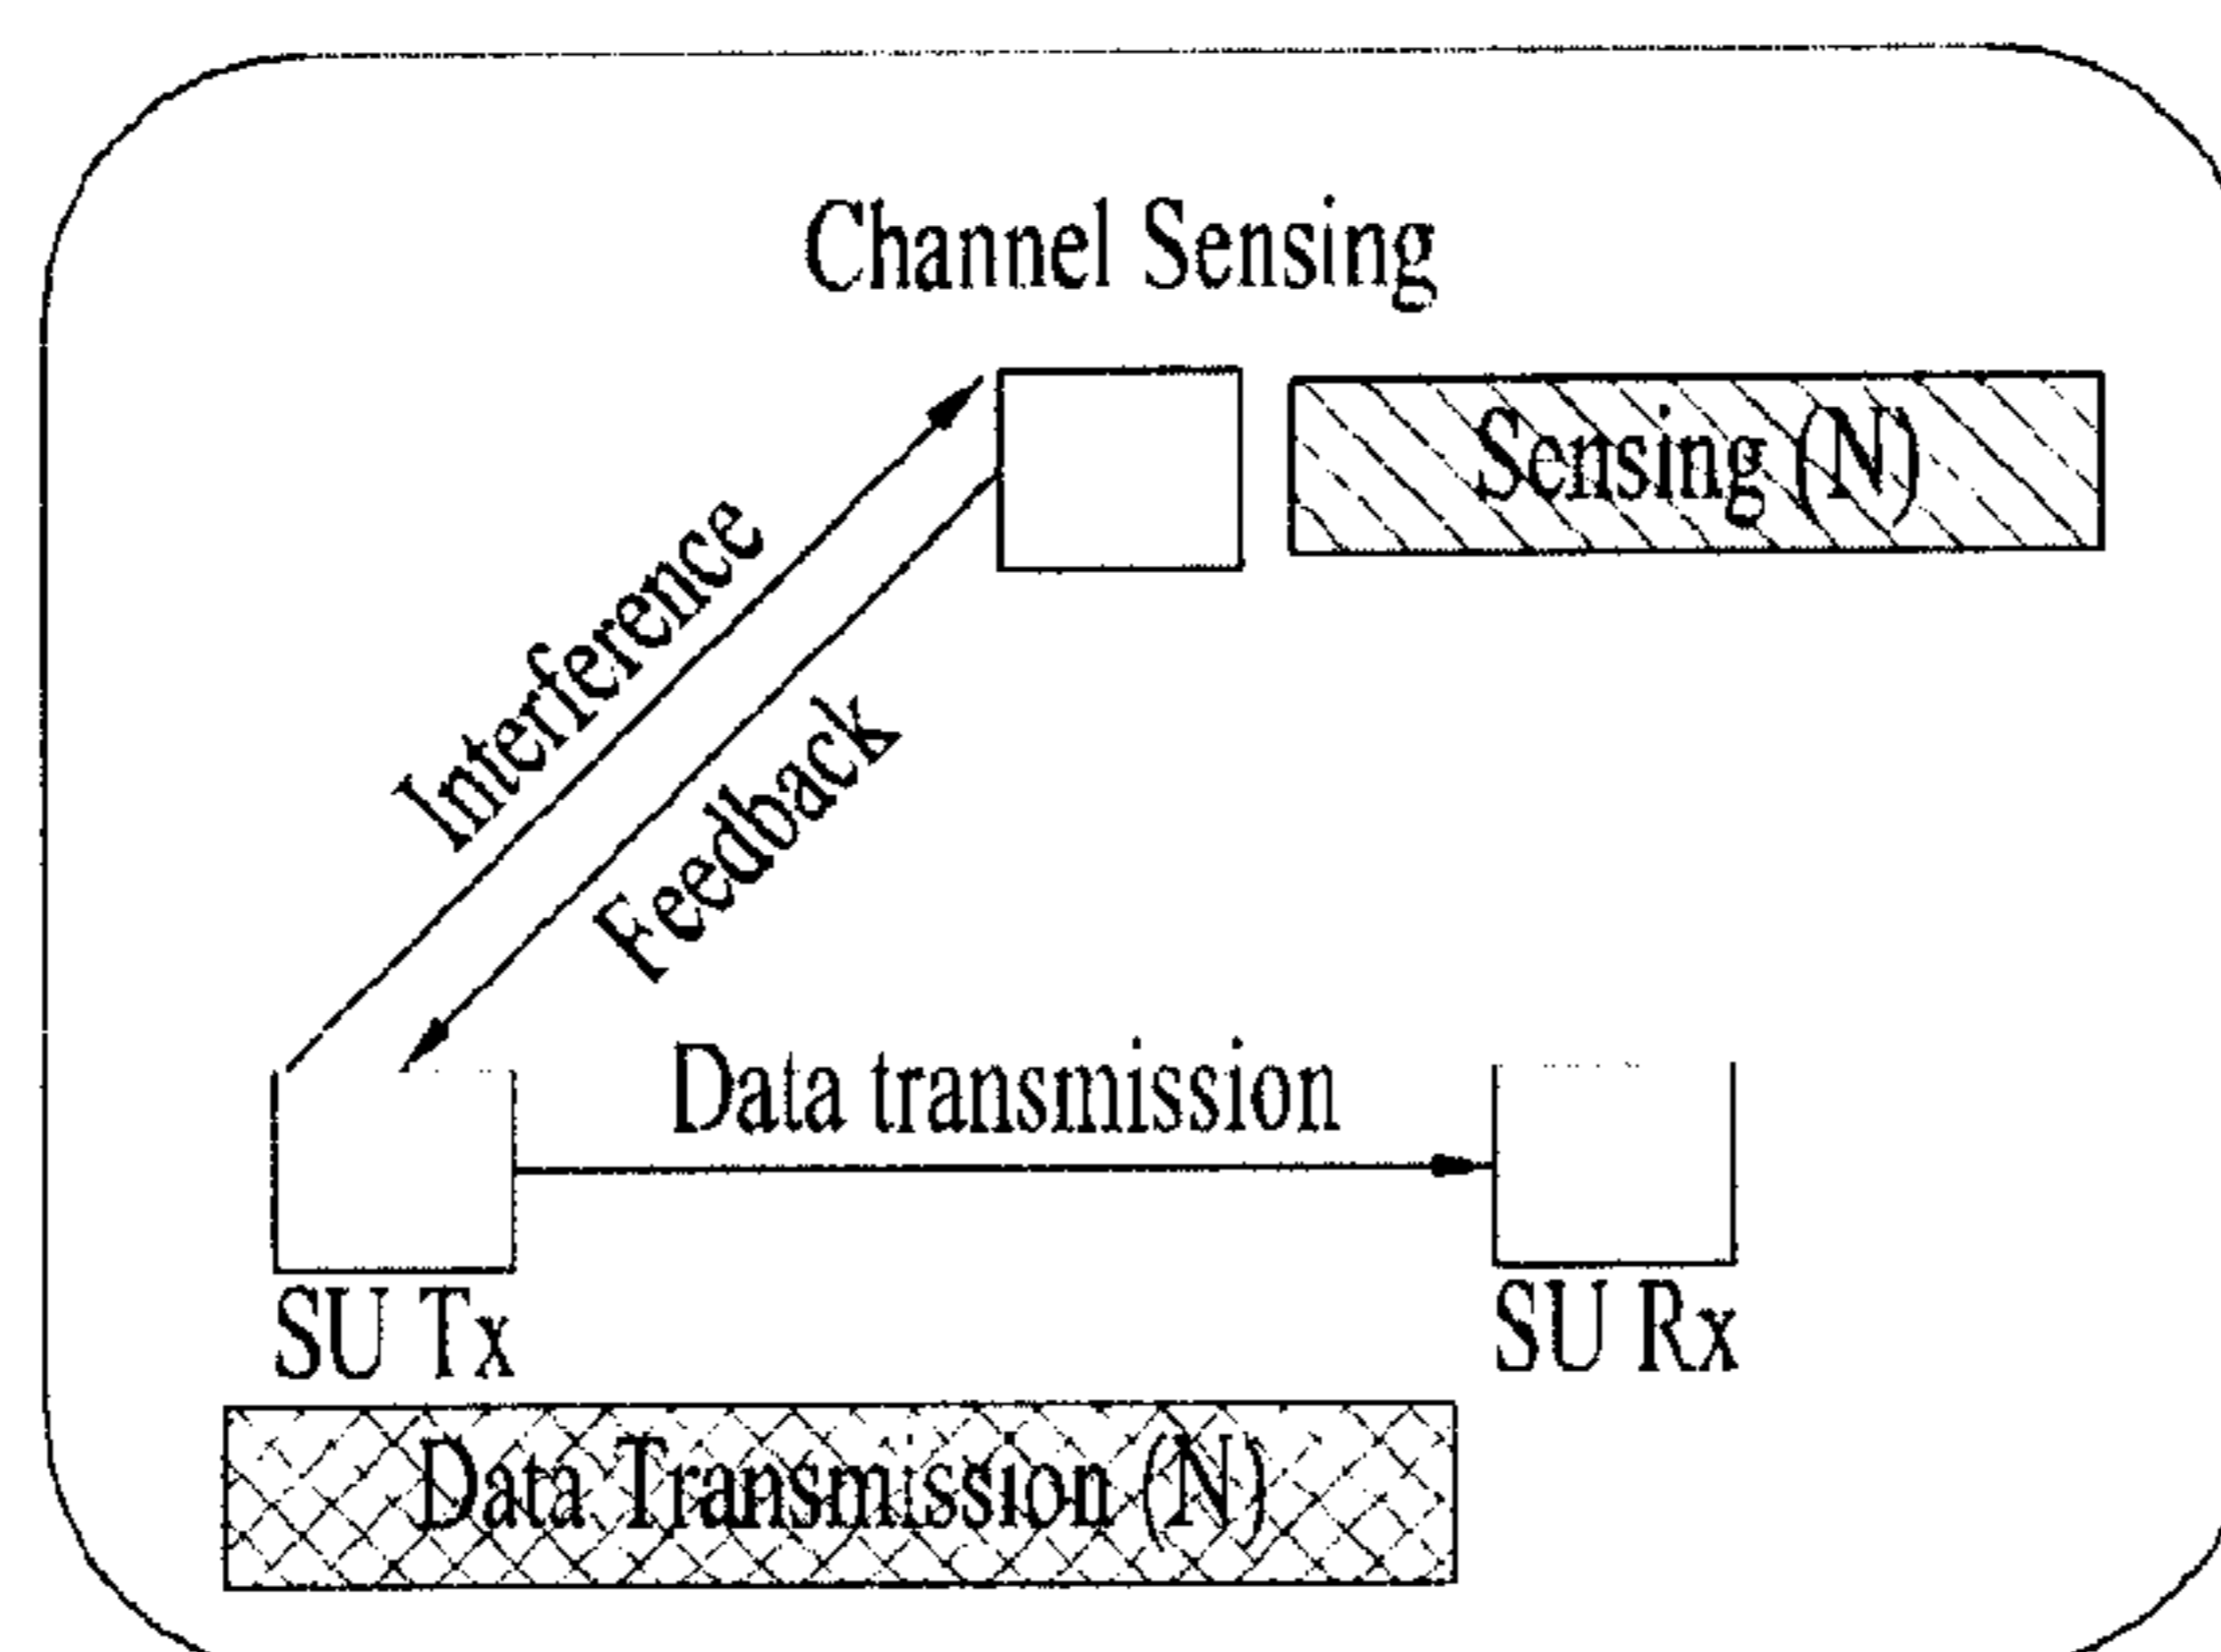 Channel Sensing
Sensing (N)
Interference
Feedback
Data transmission
SU Tx
SU Rx
Data Transmission (N)